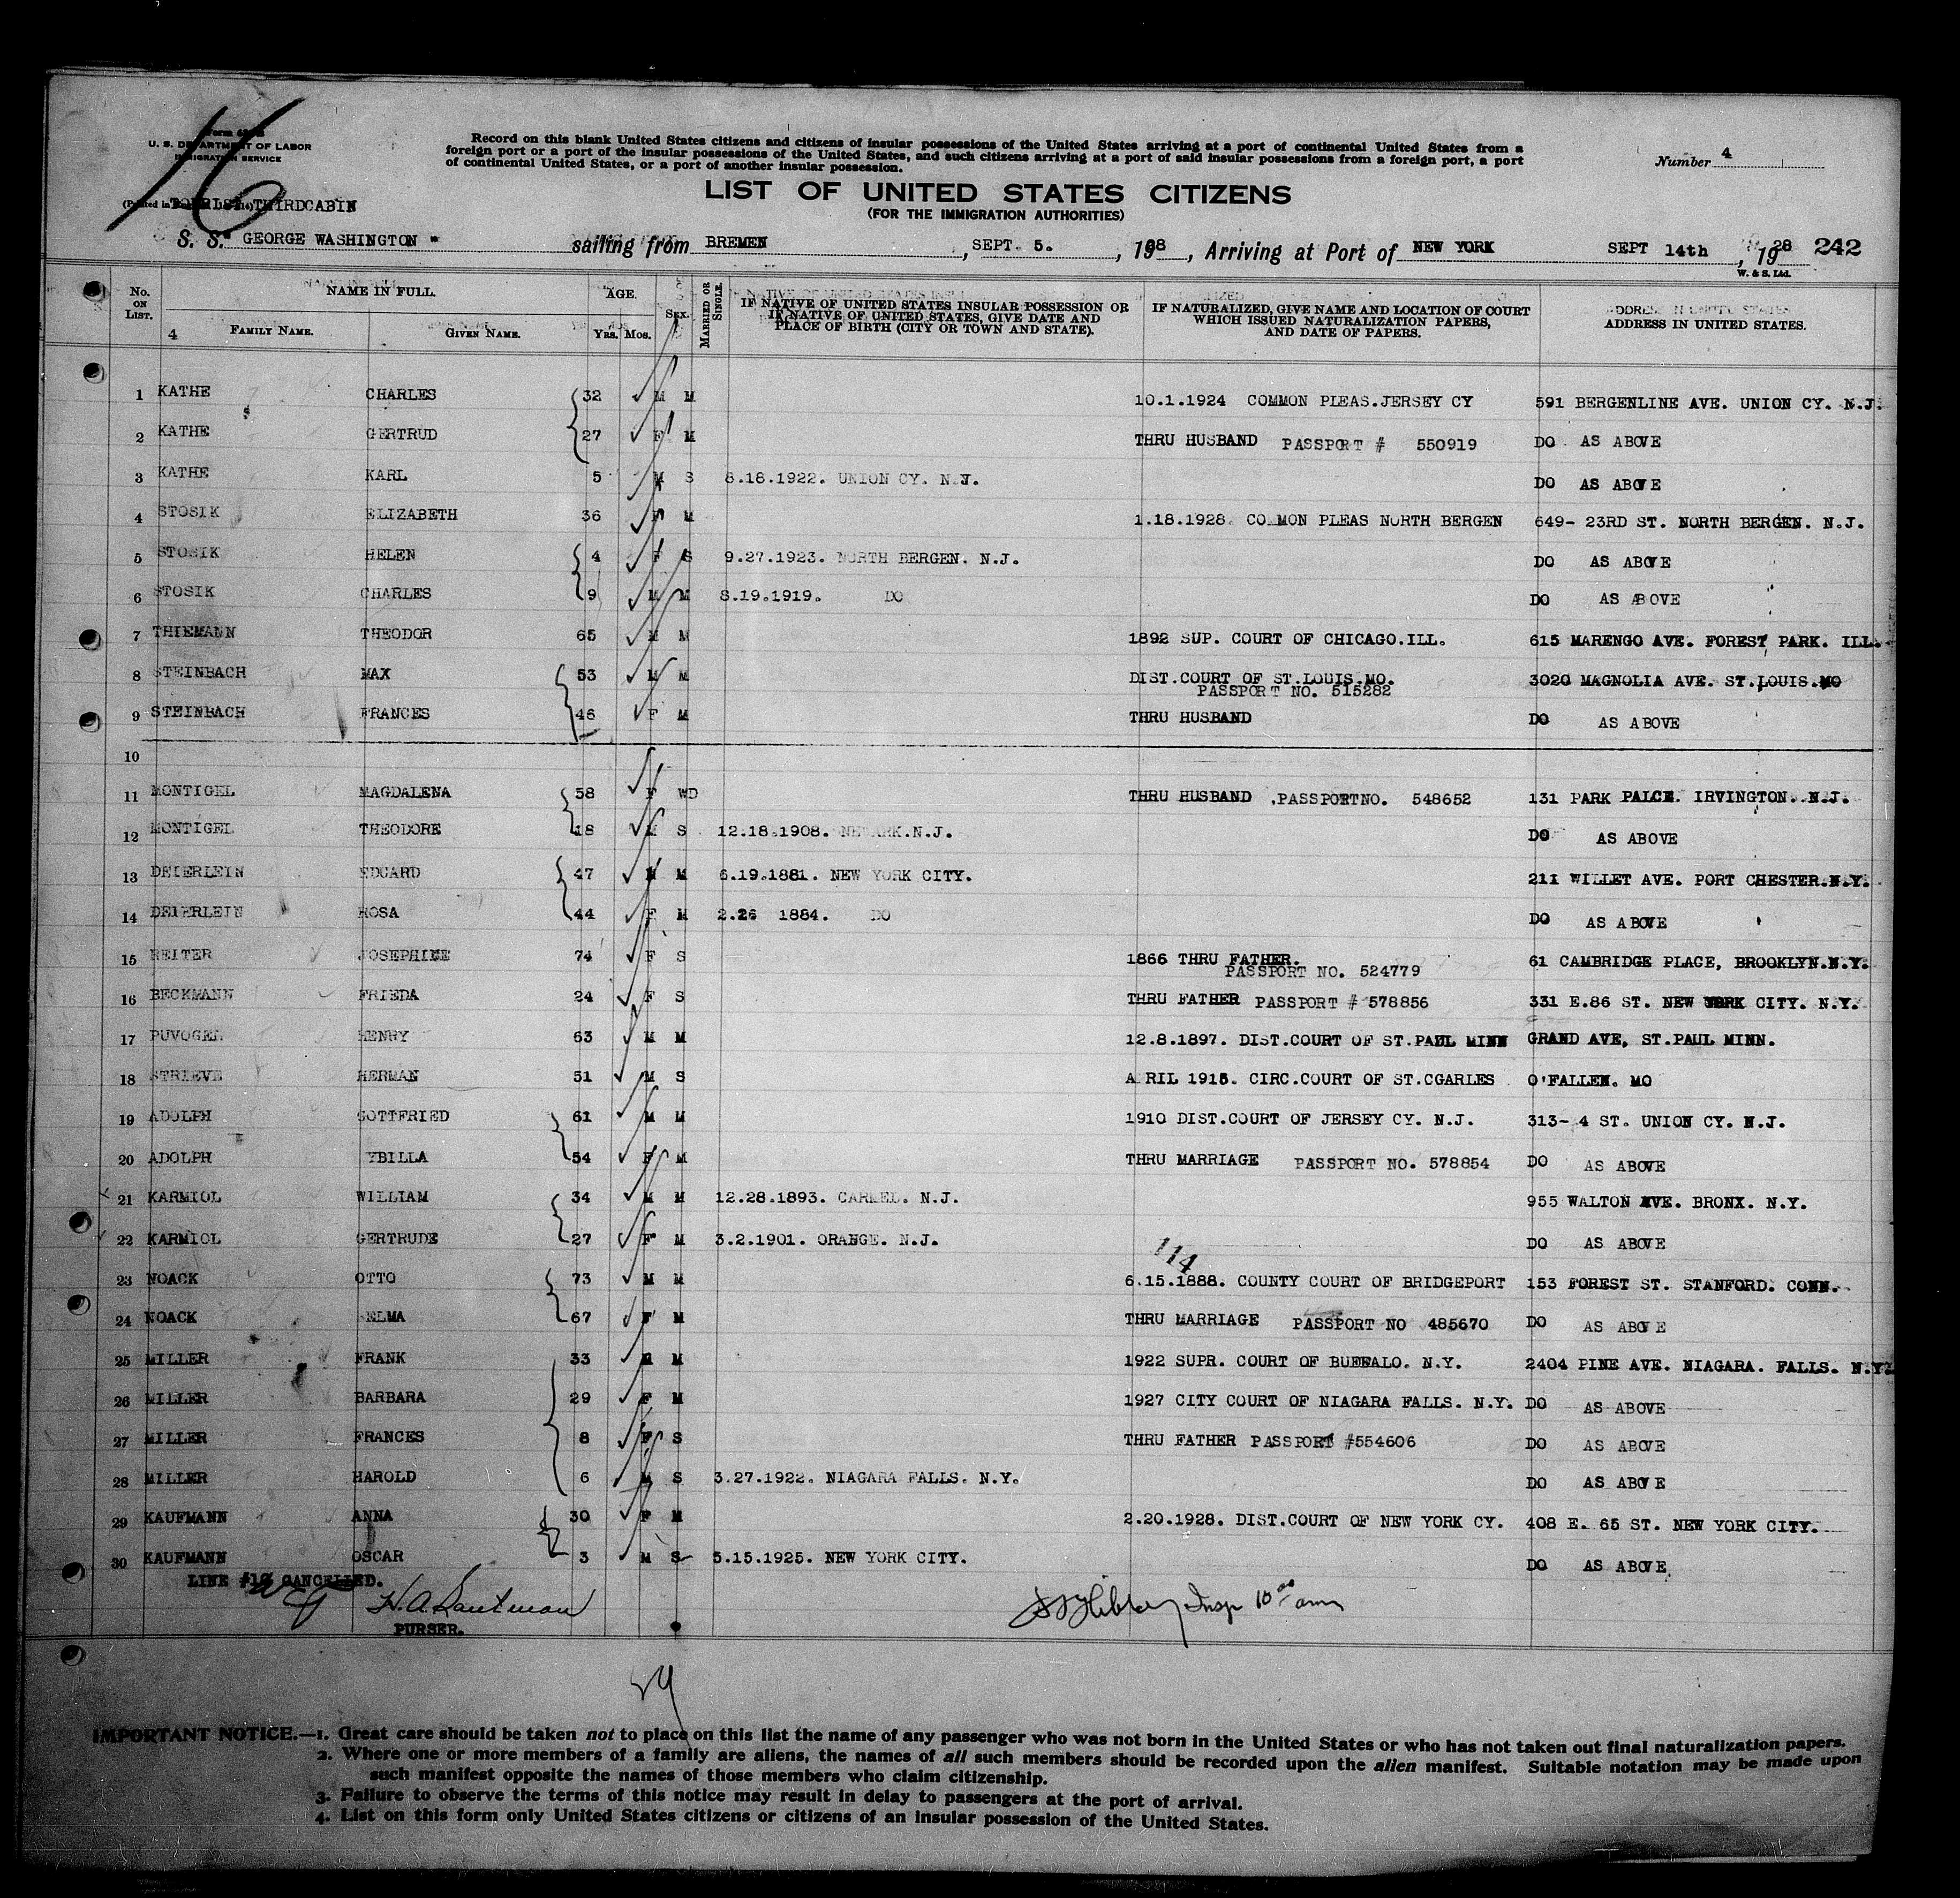 16
Form 
U. S. DEPARTMENT OF LABOR
IMMIGRATION SERVICE
Record on this blank United States citizens and citizens of insular possessions of the United States arriving at a port of continental United States from a
foreign port or a port of the insular possessions of the United States, and such citizens arriving at a port of said insular possessions from a foreign port, a port
of continental United States, or a port of another insular possession.
Number 4
LIST OF UNITED STATES CITIZENS
(FOR THE IMMIGRATION AUTHORITIES)
TOURIST THIRDCABIN
S. S. " GEORGE WASHINGTON " sailing from BREMEN, SEPT. 5., 1928, Arriving at Port of NEW YORK SEPT 14th, 1928 242
W. & S. Ltd.
No. ON LIST. NAME IN FULL. AGE. SEX. MARRIED OR SINGLE. IF NATIVE OF UNITED STATES INSULAR POSSESSION OR IF NATIVE OF UNITED STATES, GIVE DATE AND PLACE OF BIRTH (CITY OR TOWN AND STATE). IF NATURALIZED, GIVE NAME AND LOCATION OF COURT WHICH ISSUED NATURALIZATION PAPERS, AND DATE OF PAPERS. ADDRESS IN UNITED STATES.
4 FAMILY NAME. GIVEN NAME. Yrs. Mos.
1 KATHE CHARLES 32 M M 10.1.1924 COMMON PLEAS.JERSEY CY 591 BERGENLINE AVE. UNION CY. N.J.
2 KATHE GERTRUD 27 F M THRU HUSBAND PASSPORT # 550919 DO AS ABOVE
3 KATHE KARL 5 M S 8.18.1922. UNION CY. N.J. DO AS ABOVE
4 STOSIK ELIZABETH 36 F M 1.18.1928. CO MON PLEAS NORTH BERGEN 649- 23RD ST. NORTH BERGEN. N.J.
5 STOSIK HELEN 4 F S 9.27.1923. NORTH BERGEN. N.J. DO AS ABOVE
6 STOSIK CHARLES 9 M M 8.19.1919. DO DO AS ABOVE
7 THIEMANN THEODOR 65 M M 1892 SUP. COURT OF CHICAGO.ILL. 615 MARENGO AVE. FOREST PARK. ILL.
8 STEINBACH MAX 53 M M DIST.COURT OF ST.LOUIS.MO. 3020 MAGNOLIA AVE. ST.LOUIS.MO
PASSPORT NO. 515282
9 STEINBACH FRANCES 46 F M THRU HUSBAND DO AS ABOVE
10
11 MONTIGEL MAGDALENA 58 F WD THRU HUSBAND .PASSPORTNO. 548652 131 PARK PALCE. IRVINGTON. N.J.
12 MONTIGEL THEODORE 18 M S 12.18.1908. NEWARK.N.J. DO AS ABOVE
13 DEIERLEIN EDGARD 47 M M 6.19.1881. NEW YORK CITY. 211 WILLET AVE. PORT CHESTER.N.Y.
14 DEIERLEIN ROSA 44 F M 2.26 1884. DO DO AS ABOVE
15 REITER JOSEPHINE 74 F S 1866 THRU FATHER. 61 CAMBRIDGE PLACE, BROOKLYN.N.Y.
PASSPORT NO. 524779
16 BECKMANN FRIEDA 24 F S THRU FATHER PASSPORT # 578856 331 E.86 ST. NEW YORK CITY. N.Y.
17 PUVOGEL HENRY 63 M M 12.8.1897. DIST.COURT OF ST.PAUL MINN GRAND AVE, ST.PAUL MINN.
18 STRIEVE HERMAN 51 M S A RIL 1915. CIRC.COURT OF ST.CGARLES O'FALLEN. MO
19 ADOLPH GOTTFRIED 61 M M 1910 DIST.COURT OF JERSEY CY. N.J. 313- 4 ST. UNION CY. N.J.
20 ADOLPH YBILLA 54 F M THRU MARRIAGE PASSPORT NO. 578854 DO AS ABOVE
21 KARMIOL WILLIAM 34 M M 12.28.1893. CARMEL. N.J. 955 WALTON AVE. BRONX. N.Y.
22 KARMIOL GERTRUDE 27 F M 3.2.1901. ORANGE. N.J. DO AS ABOVE
114
23 NOACK OTTO 73 M M 6.15.1888. COUNTY COURT OF BRIDGEPORT 153 FOREST ST. STANFORD. CONN.
24 NOACK SELMA 67 F M THRU MARRIAGE PASSPORT NO 485670 DO AS ABOVE
25 MILLER FRANK 33 M M 1922 SUPR. COURT OF BUFFALO. N.Y. 2404 PINE AVE. NIAGARA. FALLS. N.Y.
26 MILLER BARBARA 29 F M 1927 CITY COURT OF NIAGARA FALLS. N.Y. DO AS ABOVE
27 MILLER FRANCES 8 F S THRU FATHER PASSPORT #554606 DO AS ABOVE
28 MILLER HAROLD 6 M S 3.27.1922. NIAGARA FALLS. N.Y. DO AS ABOVE
29 KAUFMANN ANNA 30 F M 2.20.1928. DIST.COURT OF NEW YORK CY. 408 E. 65 ST. NEW YORK CITY.
30 KAUFMANN OSCAR 3 M S 5.15.1925. NEW YORK CITY. DO AS ABOVE
LINE #10 CANCELLED.
Insp 10 00 am
PURSER.
29
IMPORTANT NOTICE.—1. Great care should be taken not to place on this list the name of any passenger who was not born in the United States or who has not taken out final naturalization papers.
2. Where one or more members of a family are aliens, the names of all such members should be recorded upon the alien manifest. Suitable notation may be made upon
such manifest opposite the names of those members who claim citizenship.
3. Failure to observe the terms of this notice may result in delay to passengers at the port of arrival.
4. List on this form only United States citizens or citizens of an insular possession of the United States.